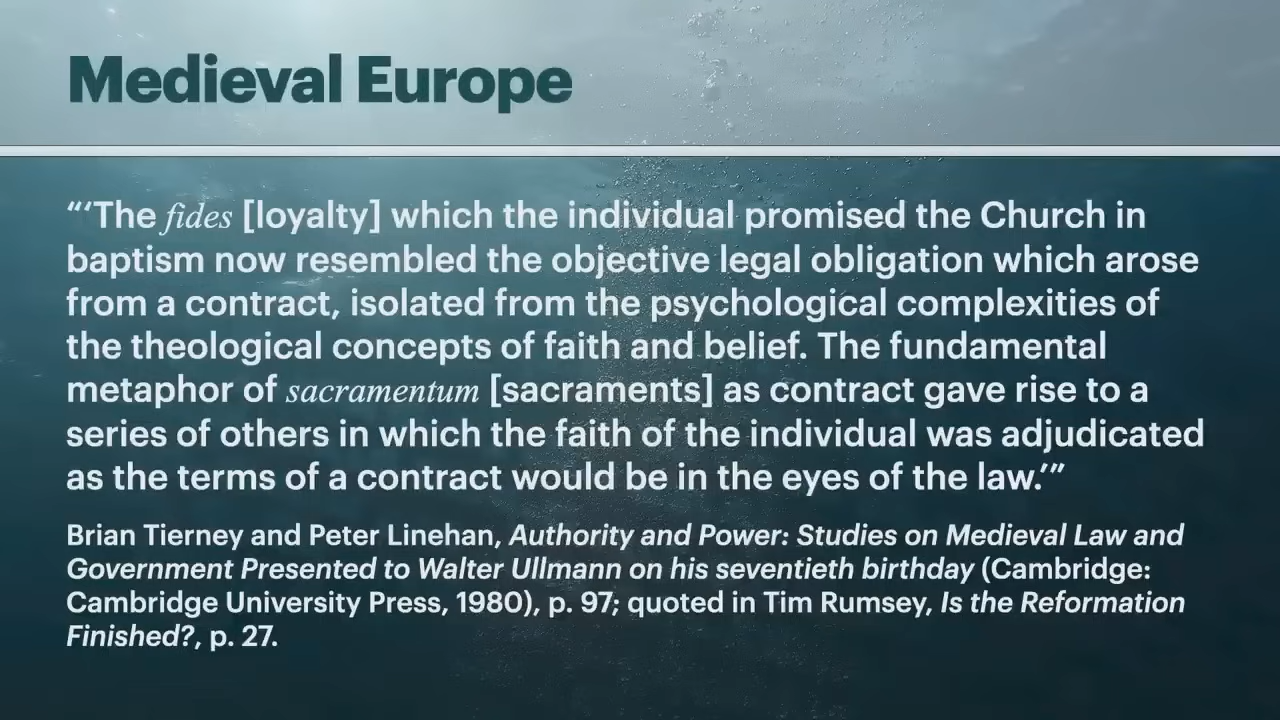 Medieval Europe
“‘The fides [loyalty] which the individual promised the Church in
baptism now resembled the objective legal obligation which arose
from a contract, isolated from the psychological complexities of
the theological concepts of faith and belief. The fundamental
metaphor of sacramentum [sacraments] as contract gave rise to a
series of others in which the faith of the individual was adjudicated
as the terms of a contract would be in the eyes of the law.’”
Brian Tierney and Peter Linehan, Authority and Power: Studies on Medieval Law and
Government Presented to Walter Ullmann on his seventieth birthday (Cambridge:
Cambridge University Press, 1980), p. 97; quoted in Tim Rumsey, Is the Reformation
Finished?, p. 27.